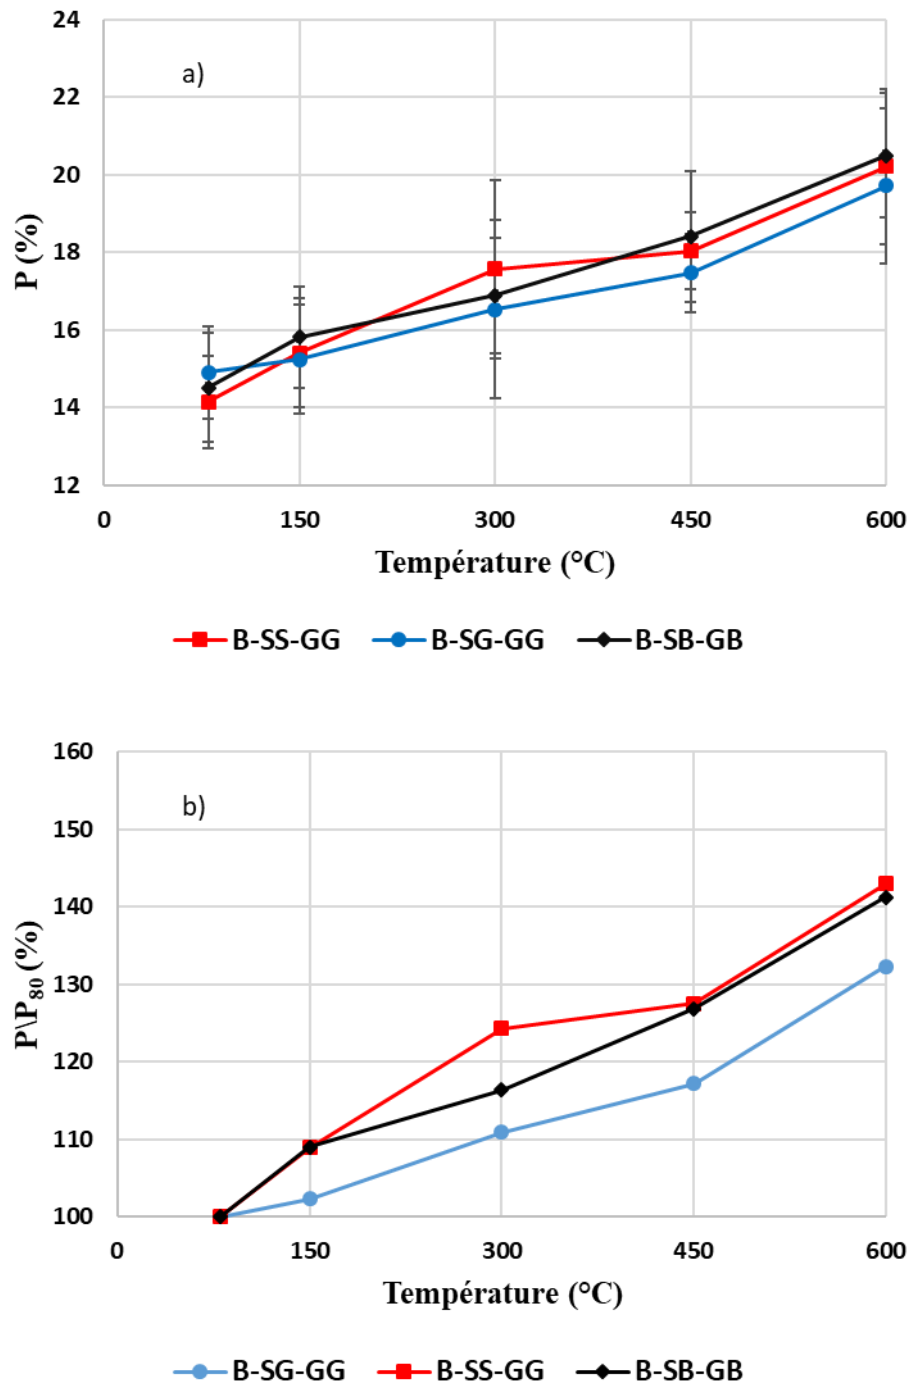 24
a)
22
20
18
16
14
12
P (%)
0 150 300 450 600
Température (°C)
B-SS-GG B-SG-GG B-SB-GB
160
b)
150
140
130
120
110
100
P\P80 (%)
0 150 300 450 600
Température (°C)
B-SG-GG B-SS-GG B-SB-GB